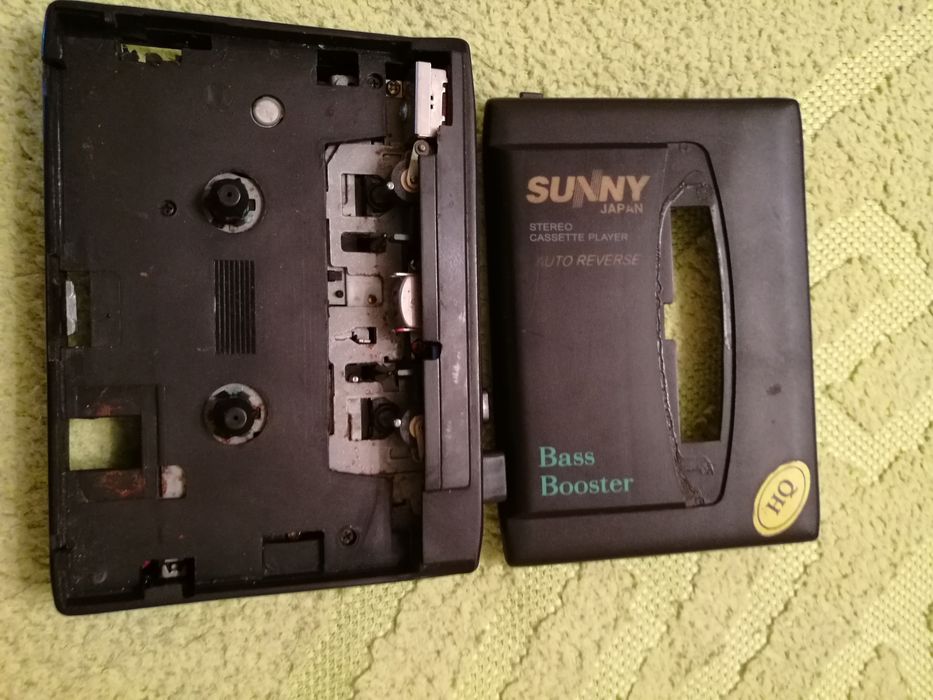 SUNNY
JAPAN
STEREO
CASSETTE PLAYER
AUTO REVERSE
Bass
Booster
HQ